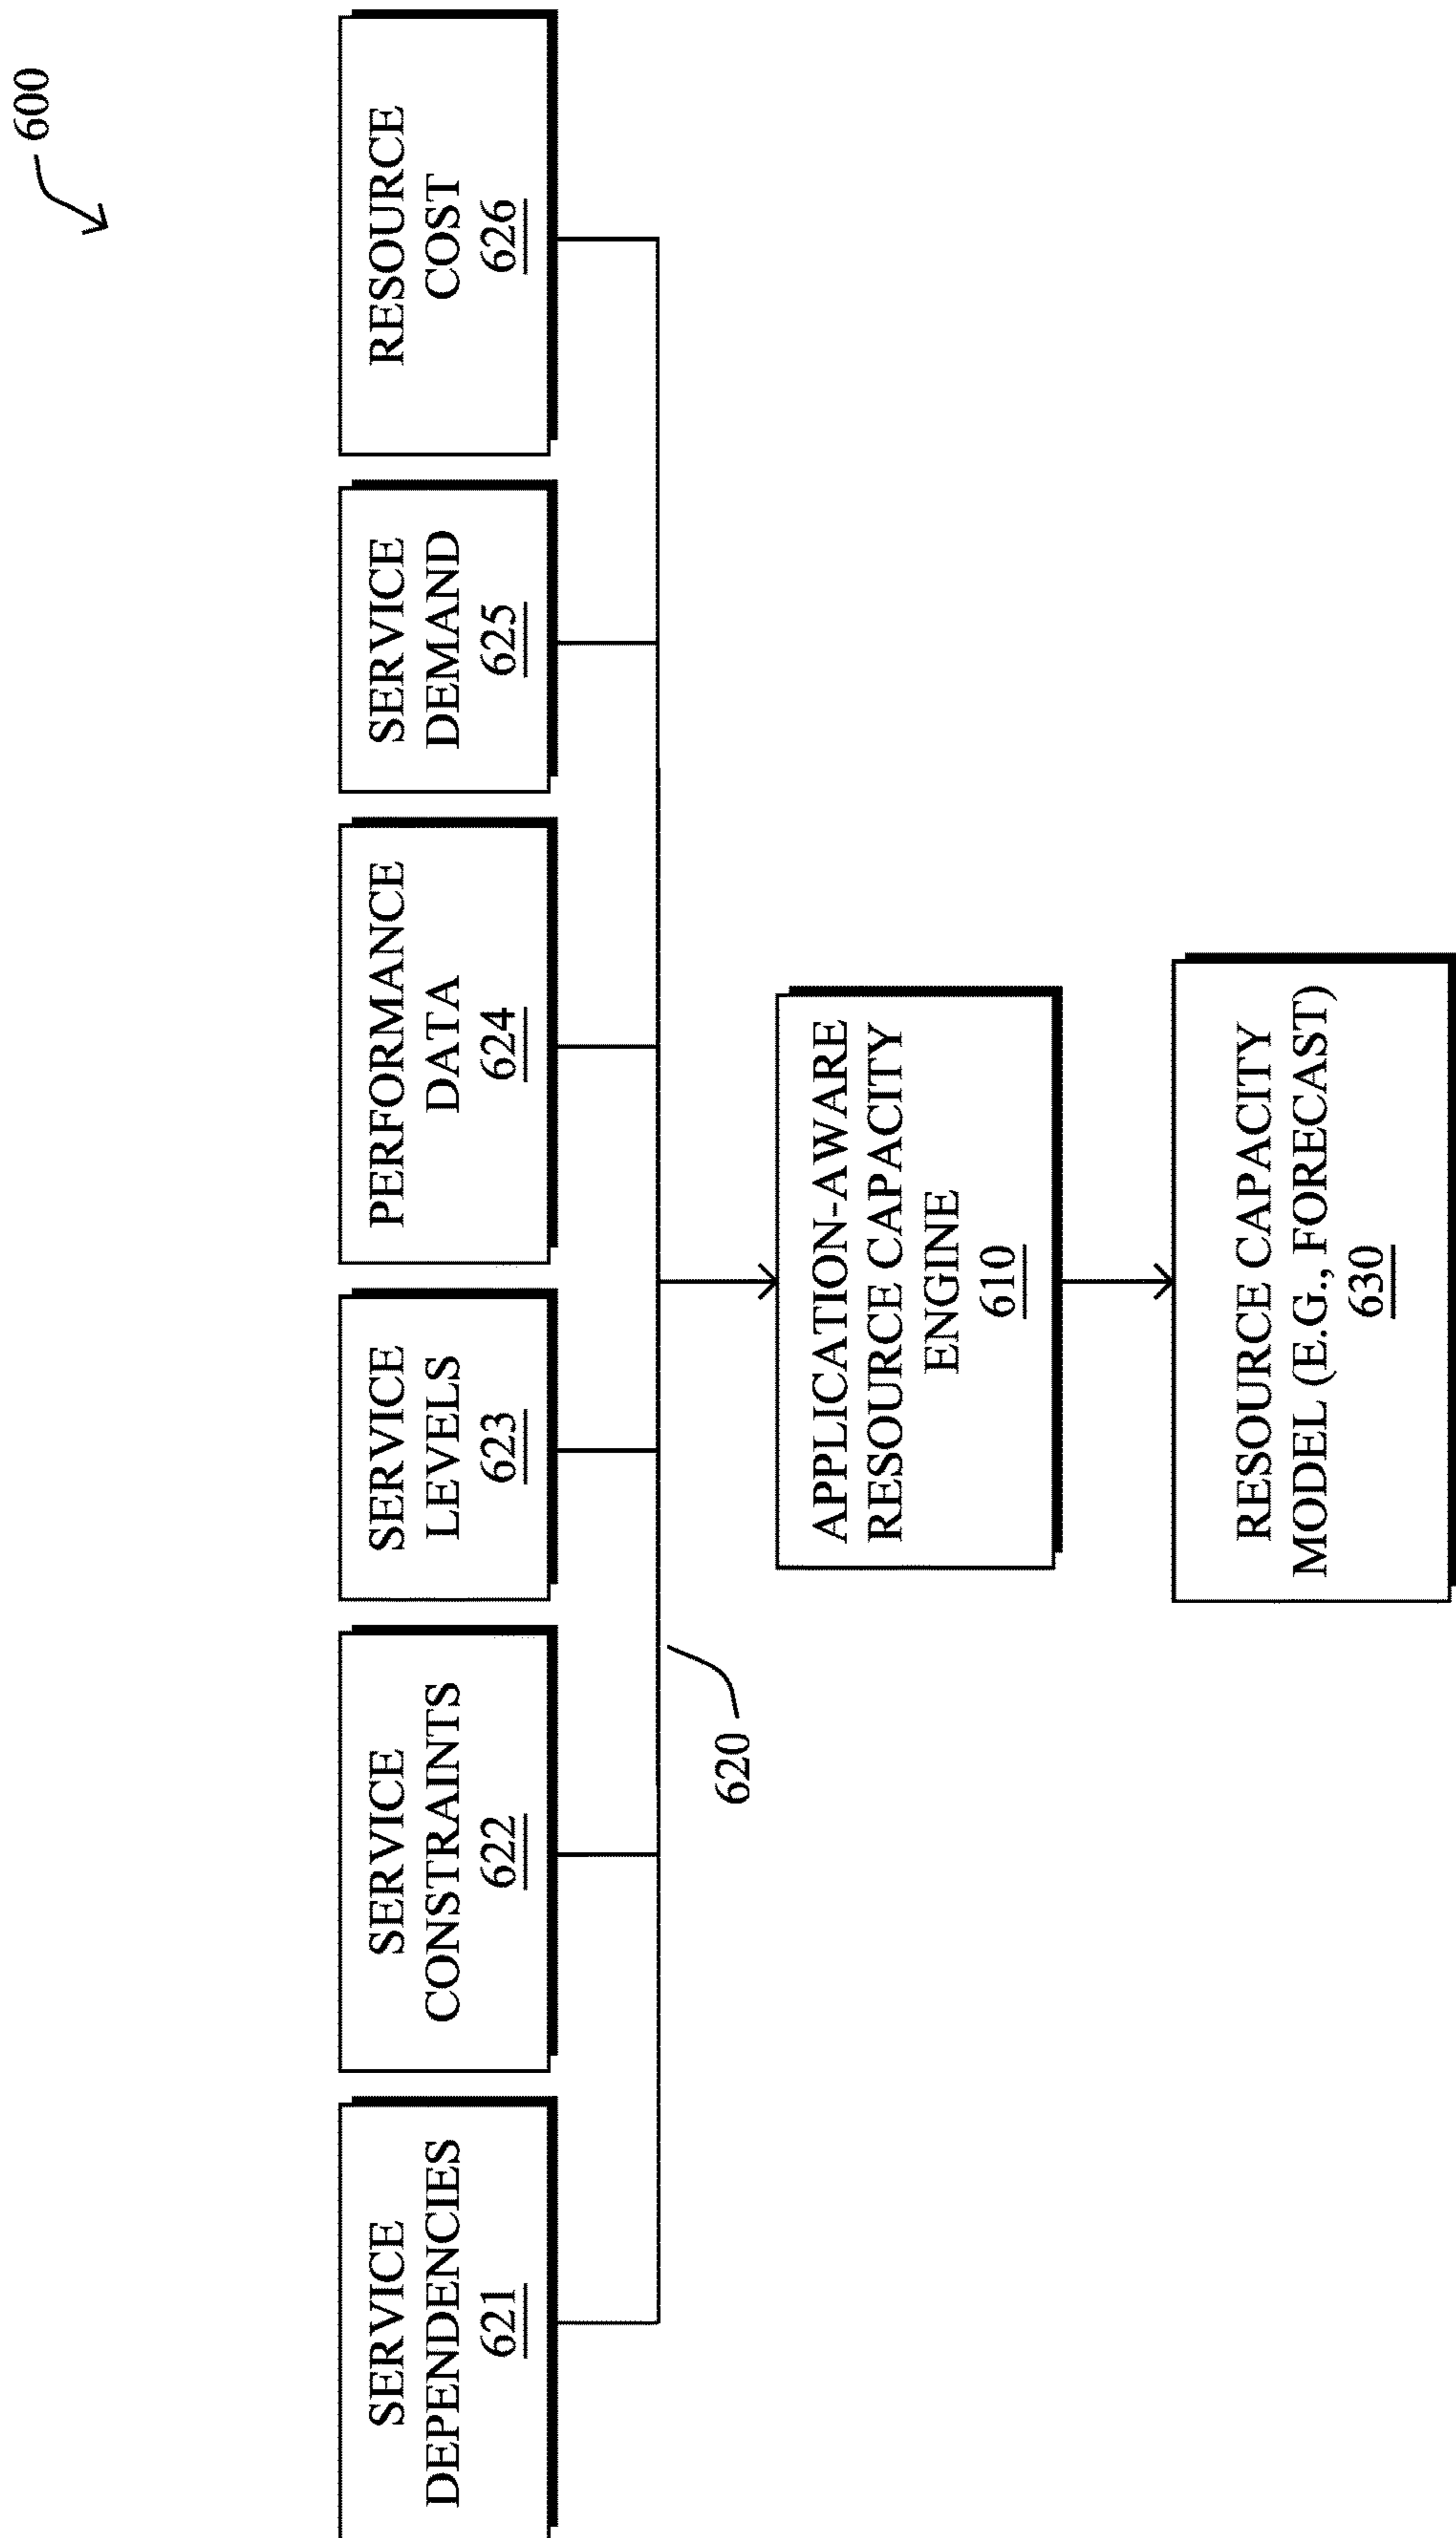 600
SERVICE
DEPENDENCIES
621
SERVICE
CONSTRAINTS
622
SERVICE
LEVELS
623
PERFORMANCE
DATA
624
SERVICE
DEMAND
625
RESOURCE
COST
626
620
APPLICATION-AWARE
RESOURCE CAPACITY
ENGINE
610
RESOURCE CAPACITY
MODEL (E.G., FORECAST)
630